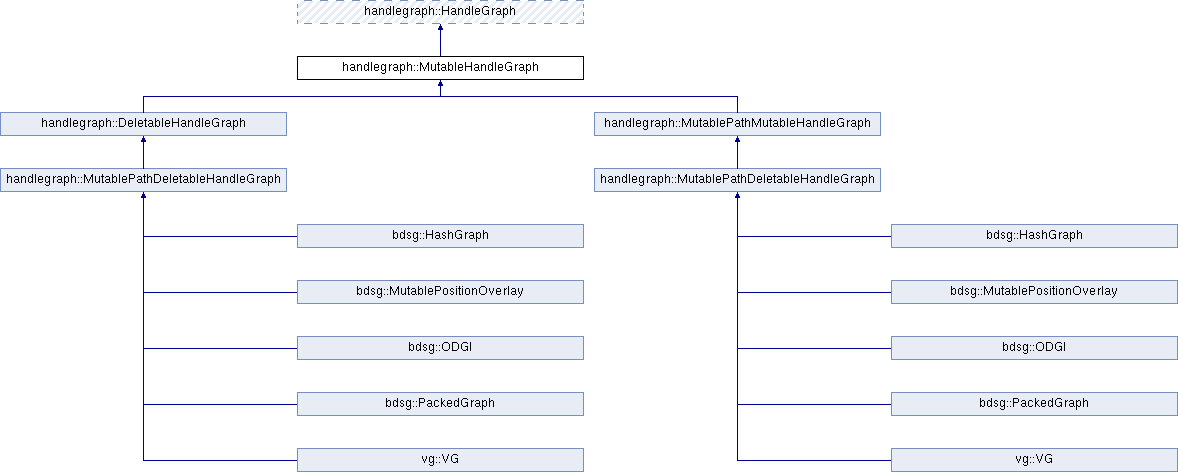 handlegraph::HandleGraph
handlegraph::MutableHandleGraph
handlegraph::DeletableHandleGraph
handlegraph::MutablePathMutableHandleGraph
handlegraph::MutablePathDeletableHandleGraph
handlegraph::MutablePathDeletableHandleGraph
bdsg::HashGraph
bdsg::HashGraph
bdsg::MutablePositionOverlay
bdsg::MutablePositionOverlay
bdsg::ODGI
bdsg::ODGI
bdsg::PackedGraph
bdsg::PackedGraph
vg::VG
vg::VG